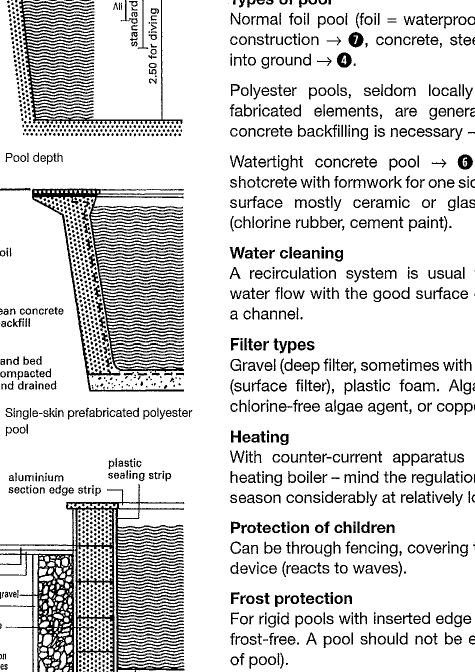 All
standard
2.50 for diving
Pool depth
oil
ean concrete
ackfill
and bed
ompacted
nd drained
Single-skin prefabricated polyester
pool
plastic
sealing strip
aluminium
section edge strip
gravel
Types of pool
Normal foil pool (foil = waterproo
construction → 7, concrete, stee
into ground → 4.
Polyester pools, seldom locally
fabricated elements, are genera
concrete backfilling is necessary –
Watertight concrete pool → 6
shotcrete with formwork for one sid
surface mostly ceramic or glas
(chlorine rubber, cement paint).
Water cleaning
A recirculation system is usual
water flow with the good surface
a channel.
Filter types
Gravel (deep filter, sometimes with
(surface filter), plastic foam. Alga
chlorine-free algae agent, or coppe
Heating
With counter-current apparatus
heating boiler – mind the regulation
season considerably at relatively lo
Protection of children
Can be through fencing, covering
device (reacts to waves).
Frost protection
For rigid pools with inserted edge
frost-free. A pool should not be e
of pool).